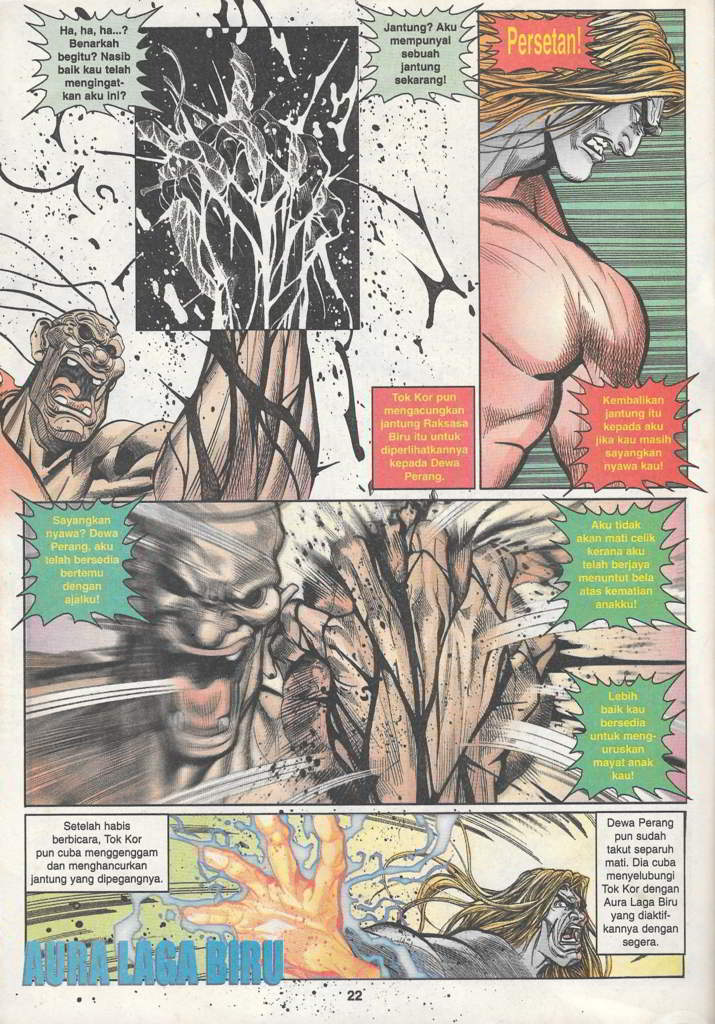 Ha, ha, ha...?
Benarkah
begitu? Nasib
baik kau telah
mengingat-
kan aku ini?
Jantung? Aku
mempunyai
sebuah
jantung
sekarang!
Persetan!
Tok Kor pun
mengacungkan
jantung Raksasa
Biru itu untuk
diperlihatkannya
kepada Dewa
Perang.
Kembalikan
jantung itu
kepada aku
jika kau masih
sayangkan
nyawa kau!
Sayangkan
nyawa? Dewa
Perang, aku
telah bersedia
bertemu
dengan
ajalku!
Aku tidak
akan mati celik
kerana aku
telah berjaya
menuntut bela
atas kematian
anakku!
Lebih
baik kau
bersedia
untuk meng-
uruskan
mayat anak
kau!
Setelah habis
berbicara, Tok Kor
pun cuba menggenggam
dan menghancurkan
jantung yang dipegangnya.
Dewa Perang
pun sudah
takut separuh
mati. Dia cuba
menyelubungi
Tok Kor dengan
Aura Laga Biru
yang diaktif-
kannya dengan
segera.
AURA LAGA BIRU
22